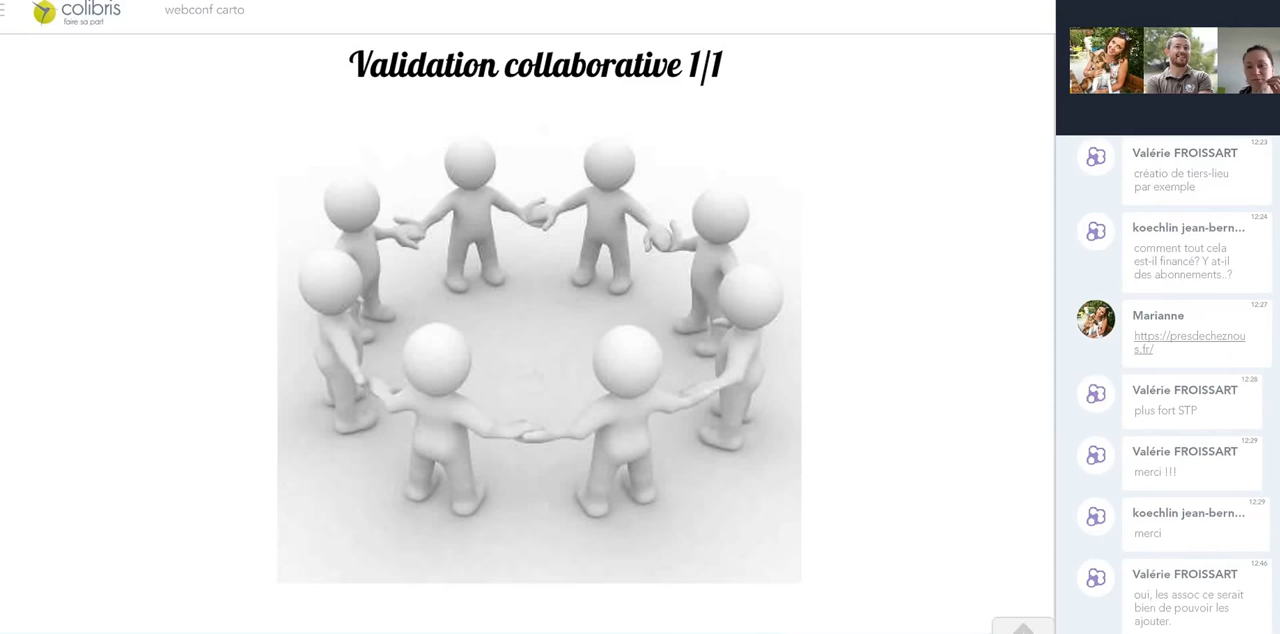 colibris
faire sa part
webconf carto
Validation collaborative 1/1
12:23
Valérie FROISSART
créatio de tiers-lieu
par exemple
12:24
koechlin jean-bern...
comment tout cela
est-il financé? Y at-il
des abonnements..?
12:27
Marianne
https://presdecheznou
s.fr/
12:28
Valérie FROISSART
plus fort STP
12:29
Valérie FROISSART
merci !!!
12:29
koechlin jean-bern...
merci
12:46
Valérie FROISSART
oui, les assoc ce serait
bien de pouvoir les
ajouter.